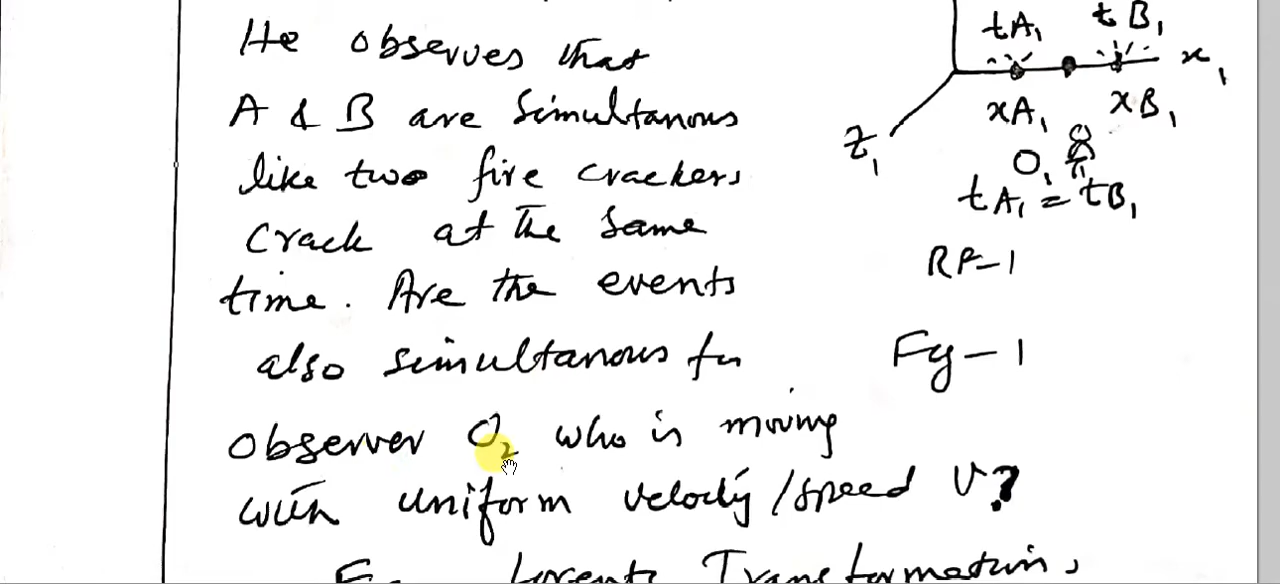 He observes that
A & B are simultanous
like two fire crackers
crack at the same
time. Are the events
also simultanous for
observer O₂ who is moving
with uniform velocity/speed v?
Lorentz Transformation,
tA₁ tB₁
x₁
xA₁ xB₁
z₁
O₁
tA₁ = tB₁
RF-1
Fig-1